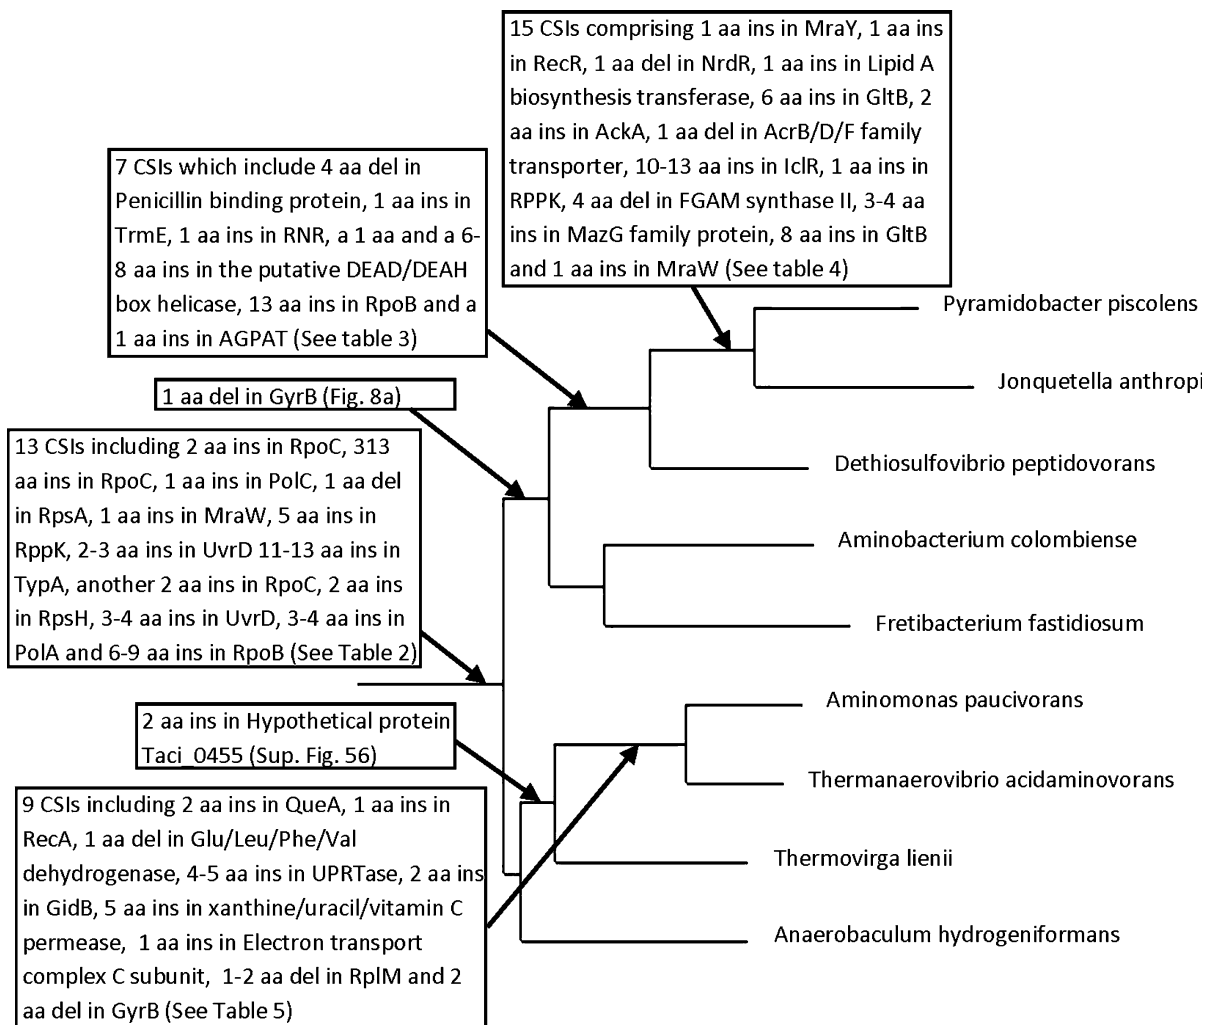 15 CSIs comprising 1 aa ins in MraY, 1 aa ins
in RecR, 1 aa del in NrdR, 1 aa ins in Lipid A
biosynthesis transferase, 6 aa ins in GltB, 2
aa ins in AckA, 1 aa del in AcrB/D/F family
transporter, 10-13 aa ins in IclR, 1 aa ins in
RPPK, 4 aa del in FGAM synthase II, 3-4 aa
ins in MazG family protein, 8 aa ins in GltB
and 1 aa ins in MraW (See table 4)
7 CSIs which include 4 aa del in
Penicillin binding protein, 1 aa ins in
TrmE, 1 aa ins in RNR, a 1 aa and a 6-
8 aa ins in the putative DEAD/DEAH
box helicase, 13 aa ins in RpoB and a
1 aa ins in AGPAT (See table 3)
1 aa del in GyrB (Fig. 8a)
13 CSIs including 2 aa ins in RpoC, 313
aa ins in RpoC, 1 aa ins in PolC, 1 aa del
in RpsA, 1 aa ins in MraW, 5 aa ins in
RppK, 2-3 aa ins in UvrD 11-13 aa ins in
TypA, another 2 aa ins in RpoC, 2 aa ins
in RpsH, 3-4 aa ins in UvrD, 3-4 aa ins in
PolA and 6-9 aa ins in RpoB (See Table 2)
2 aa ins in Hypothetical protein
Taci_0455 (Sup. Fig. 56)
9 CSIs including 2 aa ins in QueA, 1 aa ins in
RecA, 1 aa del in Glu/Leu/Phe/Val
dehydrogenase, 4-5 aa ins in UPRTase, 2 aa ins
in GidB, 5 aa ins in xanthine/uracil/vitamin C
permease, 1 aa ins in Electron transport
complex C subunit, 1-2 aa del in RplM and 2
aa del in GyrB (See Table 5)
Pyramidobacter piscolens
Jonquetella anthropi
Dethiosulfovibrio peptidovorans
Aminobacterium colombiense
Fretibacterium fastidiosum
Aminomonas paucivorans
Thermanaerovibrio acidaminovorans
Thermovirga lienii
Anaerobaculum hydrogeniformans